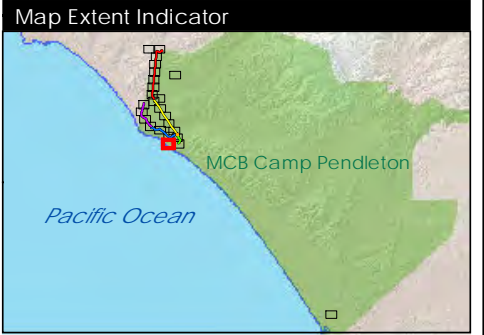 Map Extent Indicator
MCB Camp Pendleton
Pacific Ocean